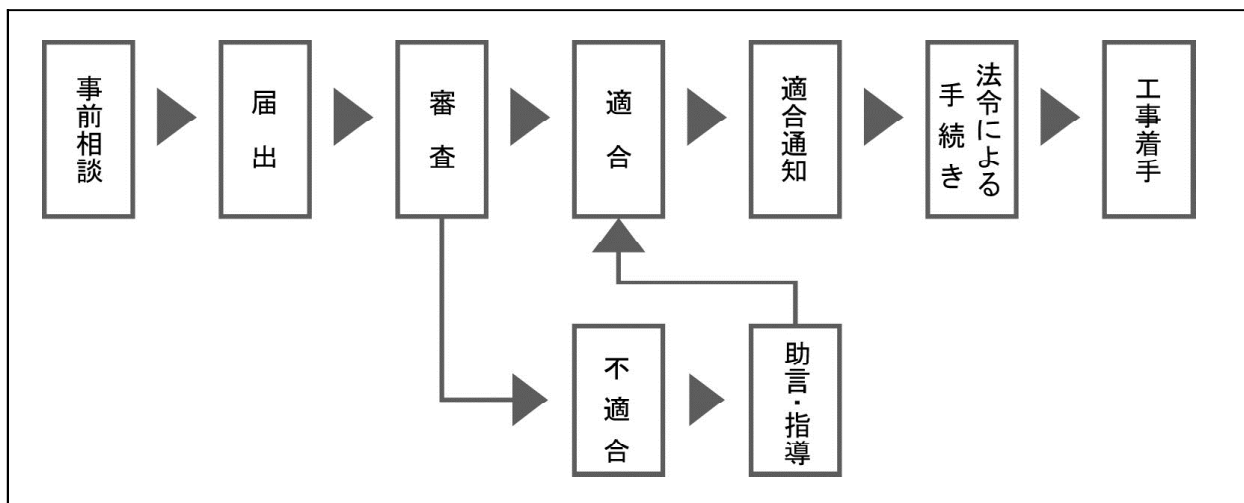 事前相談
届出
審査
適合
適合通知
法令による
手続き
工事着手
不適合
助言・指導